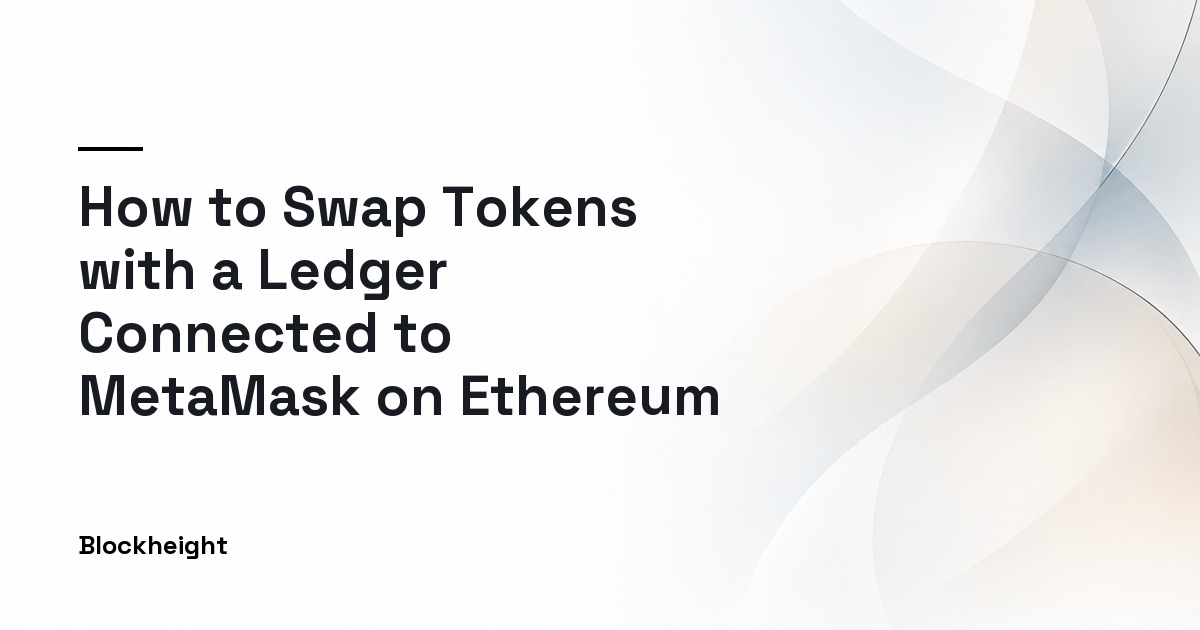 How to Swap Tokens
with a Ledger
Connected to
MetaMask on Ethereum
Blockheight